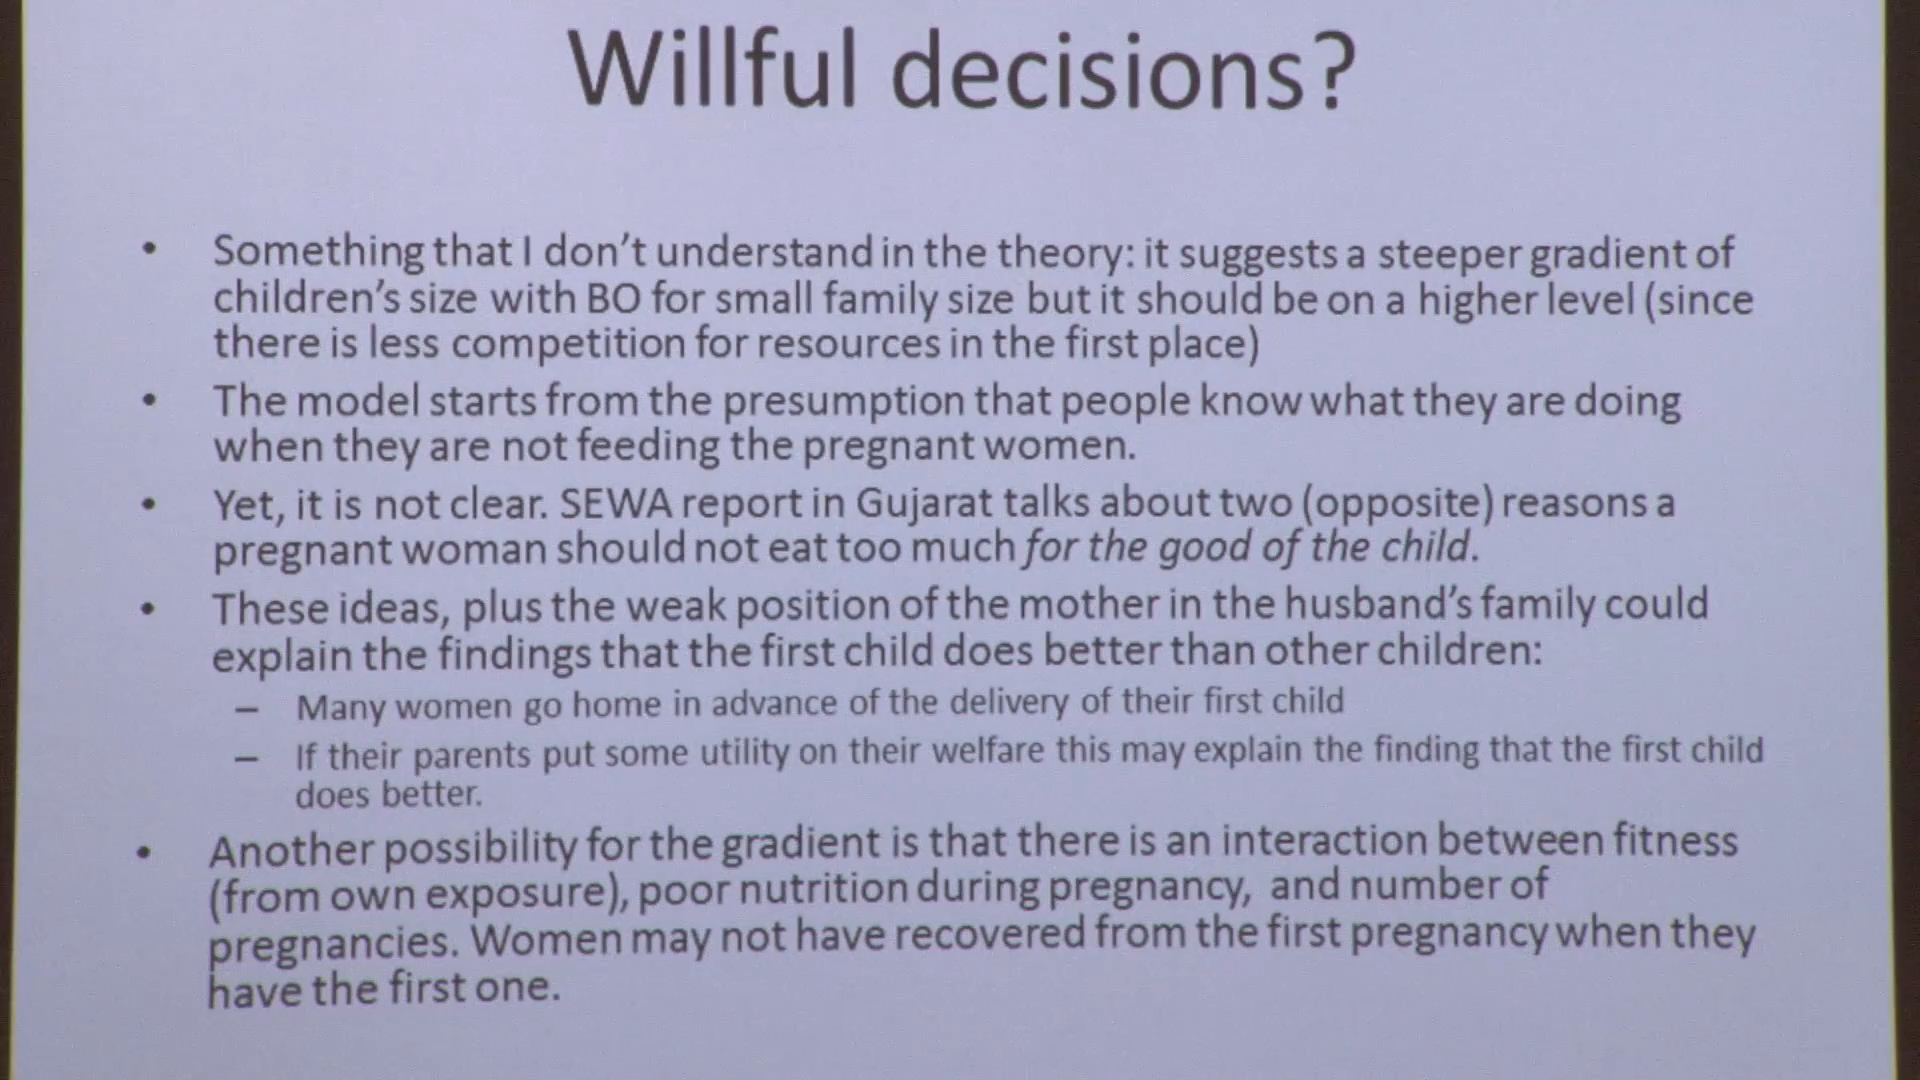 Willful decisions?
• Something that I don't understand in the theory: it suggests a steeper gradient of
children's size with BO for small family size but it should be on a higher level (since
there is less competition for resources in the first place)
• The model starts from the presumption that people know what they are doing
when they are not feeding the pregnant women.
• Yet, it is not clear. SEWA report in Gujarat talks about two (opposite) reasons a
pregnant woman should not eat too much for the good of the child.
• These ideas, plus the weak position of the mother in the husband's family could
explain the findings that the first child does better than other children:
– Many women go home in advance of the delivery of their first child
– If their parents put some utility on their welfare this may explain the finding that the first child
does better.
• Another possibility for the gradient is that there is an interaction between fitness
(from own exposure), poor nutrition during pregnancy, and number of
pregnancies. Women may not have recovered from the first pregnancy when they
have the first one.